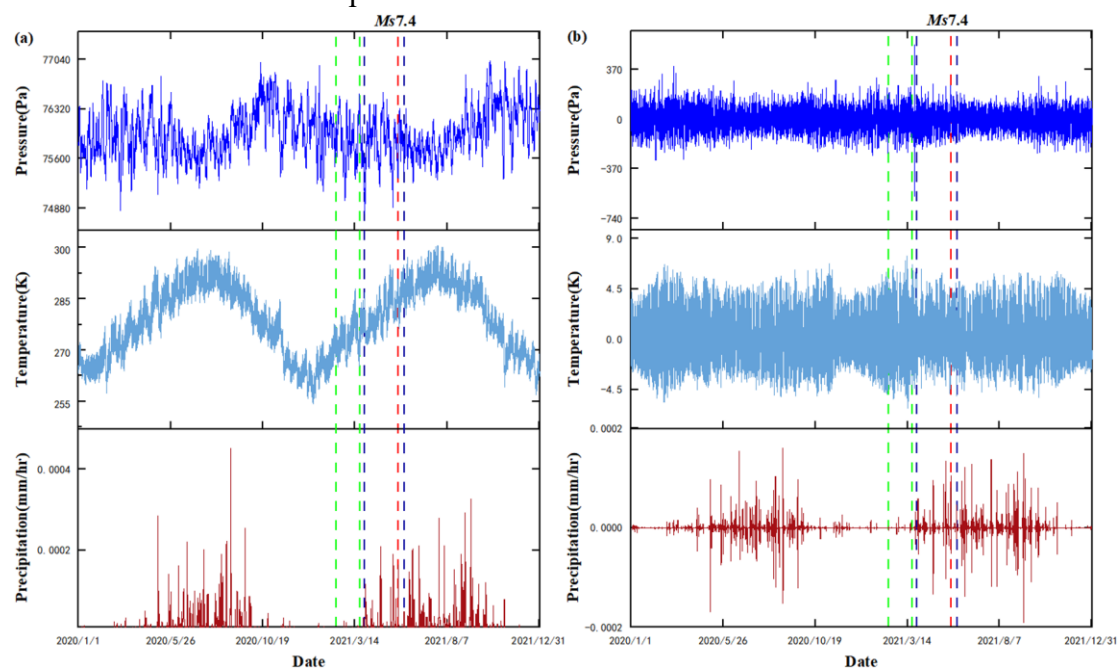 Ms7.4
(a)
77040
76320
75600
74880
Pressure(Pa)
300
285
270
255
Temperature(K)
0.0004
0.0002
Precipitation(mm/hr)
2020/1/1 2020/5/26 2020/10/19 2021/3/14 2021/8/7 2021/12/31
Date
Ms7.4
(b)
370
0
-370
-740
Pressure(Pa)
9.0
4.5
0.0
-4.5
Temperature(K)
0.0002
0.0000
-0.0002
Precipitation(mm/hr)
2020/1/1 2020/5/26 2020/10/19 2021/3/14 2021/8/7 2021/12/31
Date